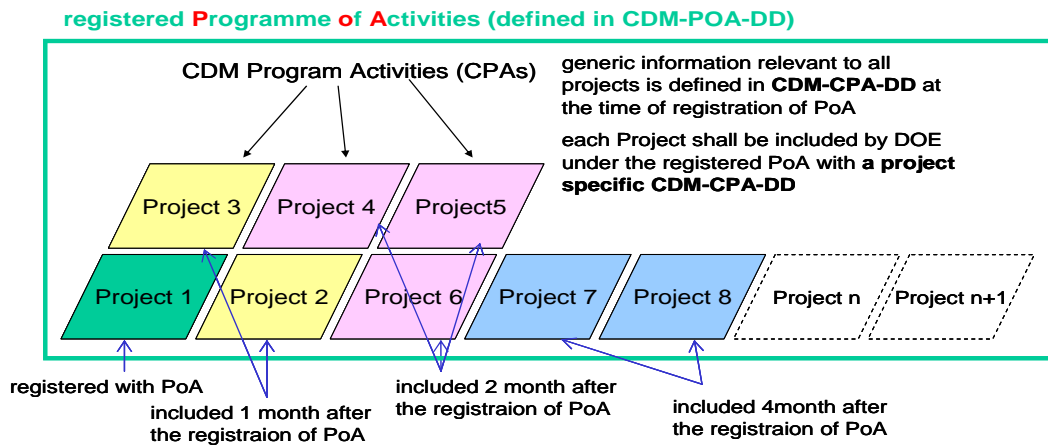 registered Programme of Activities (defined in CDM-POA-DD)
CDM Program Activities (CPAs)
generic information relevant to all
projects is defined in CDM-CPA-DD at
the time of registration of PoA
each Project shall be included by DOE
under the registered PoA with a project
specific CDM-CPA-DD
Project 3
Project 4
Project5
Project 1
Project 2
Project 6
Project 7
Project 8
Project n
Project n+1
registered with PoA
included 1 month after
the registraion of PoA
included 2 month after
the registraion of PoA
included 4month after
the registraion of PoA